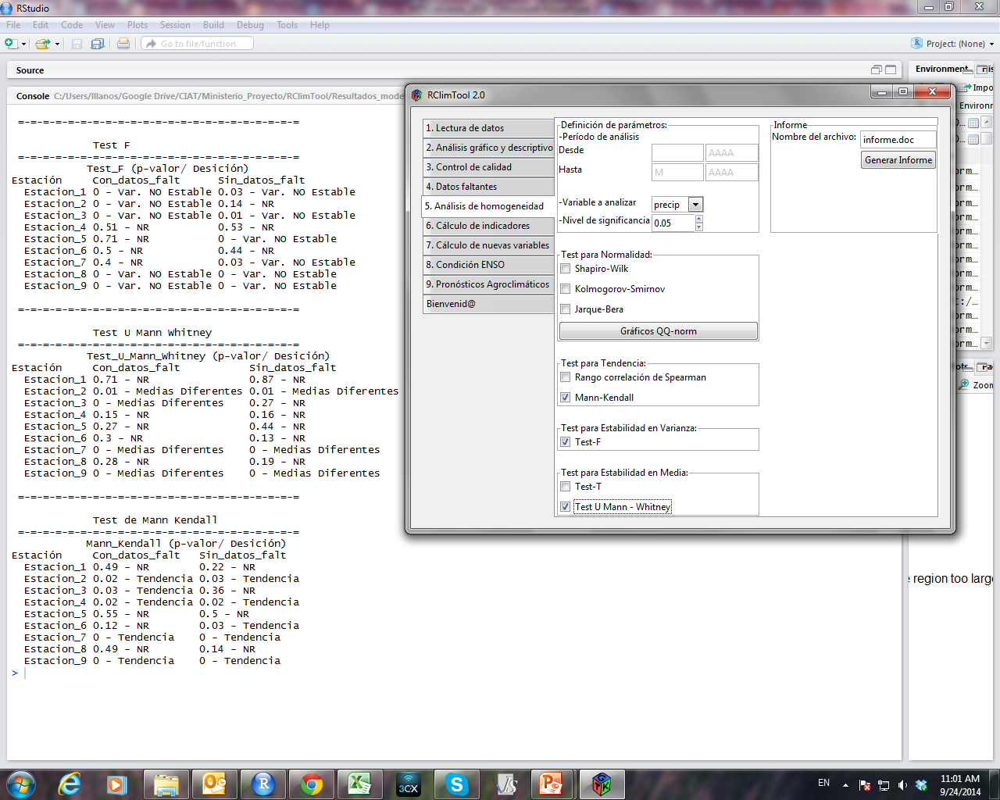 RStudio
File Edit Code View Plots Session Build Debug Tools Help
Go to file/function
Project: (None)
Source
Console C:/Users/lllanos/Google Drive/CIAT/Ministerio_Proyecto/RClimTool/Resultados_mode
=-=-=-=-=-=-=-=-=-=-=-=-=-=-=-=-=-=-=-=-=-=-=
Test F
=-=-=-=-=-=-=-=-=-=-=-=-=-=-=-=-=-=-=-=-=-=-=
Test_F (p-valor/ Desición)
Estación Con_datos_falt Sin_datos_falt
Estacion_1 0 - Var. NO Estable 0.03 - Var. NO Estable
Estacion_2 0 - Var. NO Estable 0.14 - NR
Estacion_3 0 - Var. NO Estable 0.01 - Var. NO Estable
Estacion_4 0.51 - NR 0.53 - NR
Estacion_5 0.71 - NR 0 - Var. NO Estable
Estacion_6 0.5 - NR 0.44 - NR
Estacion_7 0.4 - NR 0.03 - Var. NO Estable
Estacion_8 0 - Var. NO Estable 0 - Var. NO Estable
Estacion_9 0 - Var. NO Estable 0 - Var. NO Estable
=-=-=-=-=-=-=-=-=-=-=-=-=-=-=-=-=-=-=-=-=-=-=
Test U Mann Whitney
=-=-=-=-=-=-=-=-=-=-=-=-=-=-=-=-=-=-=-=-=-=-=
Test_U_Mann_Whitney (p-valor/ Desición)
Estación Con_datos_falt Sin_datos_falt
Estacion_1 0.71 - NR 0.87 - NR
Estacion_2 0.01 - Medias Diferentes 0.01 - Medias Diferentes
Estacion_3 0 - Medias Diferentes 0.27 - NR
Estacion_4 0.15 - NR 0.16 - NR
Estacion_5 0.27 - NR 0.44 - NR
Estacion_6 0.3 - NR 0.13 - NR
Estacion_7 0 - Medias Diferentes 0 - Medias Diferentes
Estacion_8 0.28 - NR 0.19 - NR
Estacion_9 0 - Medias Diferentes 0 - Medias Diferentes
=-=-=-=-=-=-=-=-=-=-=-=-=-=-=-=-=-=-=-=-=-=-=
Test de Mann Kendall
=-=-=-=-=-=-=-=-=-=-=-=-=-=-=-=-=-=-=-=-=-=-=
Mann_Kendall (p-valor/ Desición)
Estación Con_datos_falt Sin_datos_falt
Estacion_1 0.49 - NR 0.22 - NR
Estacion_2 0.02 - Tendencia 0.03 - Tendencia
Estacion_3 0.03 - Tendencia 0.36 - NR
Estacion_4 0.02 - Tendencia 0.02 - Tendencia
Estacion_5 0.55 - NR 0.5 - NR
Estacion_6 0.12 - NR 0.03 - Tendencia
Estacion_7 0 - Tendencia 0 - Tendencia
Estacion_8 0.49 - NR 0.14 - NR
Estacion_9 0 - Tendencia 0 - Tendencia
>
RClimTool 2.0
1. Lectura de datos
2. Análisis gráfico y descriptivo
3. Control de calidad
4. Datos faltantes
5. Análisis de homogeneidad
6. Cálculo de indicadores
7. Cálculo de nuevas variables
8. Condición ENSO
9. Pronósticos Agroclimáticos
Bienvenid@
Definición de parámetros:
-Período de análisis
Desde AAAA
Hasta M AAAA
-Variable a analizar precip
-Nivel de significancia 0.05
Test para Normalidad:
Shapiro-Wilk
Kolmogorov-Smirnov
Jarque-Bera
Gráficos QQ-norm
Test para Tendencia:
Rango correlación de Spearman
Mann-Kendall
Test para Estabilidad en Varianza:
Test-F
Test para Estabilidad en Media:
Test-T
Test U Mann - Whitney
Informe
Nombre del archivo: informe.doc
Generar Informe
Environment
Impo
Environm
orm...
orm...
orm...
orm...
orm...
orm...
orm...
orm...
C:/...
orm...
orm...
orm...
Zoon
region too large
3CX
EN
11:01 AM
9/24/2014